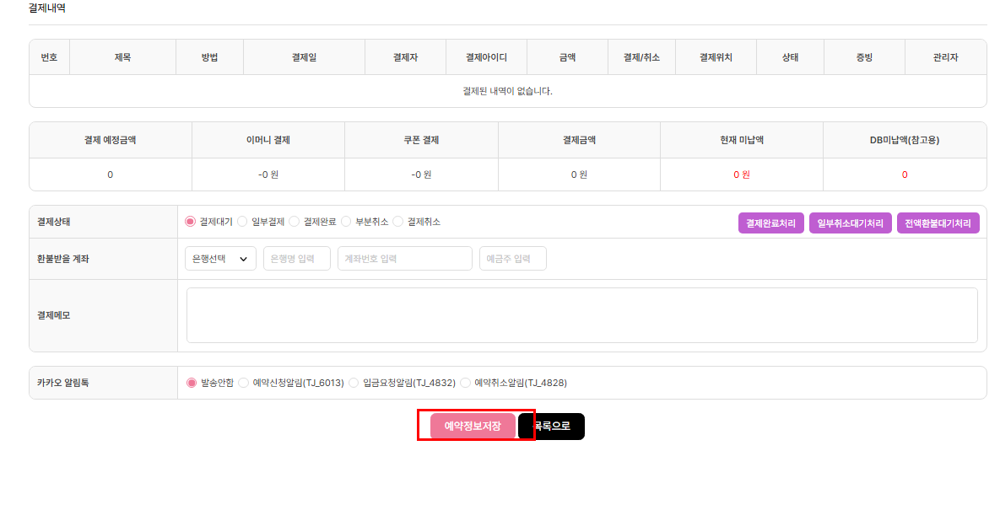 결제내역
번호 제목 방법 결제일 결제자 결제아이디 금액 결제/취소 결제위치 상태 증빙 관리자
결제된 내역이 없습니다.
결제 예정금액 이머니 결제 쿠폰 결제 결제금액 현재 미납액 DB미납액(참고용)
0 -0 원 -0 원 0 원 0 원 0
결제상태 결제대기 일부결제 결제완료 부분취소 결제취소 결제완료처리 일부취소대기처리 전액환불대기처리
환불받을 계좌 은행선택 은행명 입력 계좌번호 입력 예금주 입력
결제메모
카카오 알림톡 발송안함 예약신청알림(TJ_6013) 입금요청알림(TJ_4832) 예약취소알림(TJ_4828)
예약정보저장 목록으로